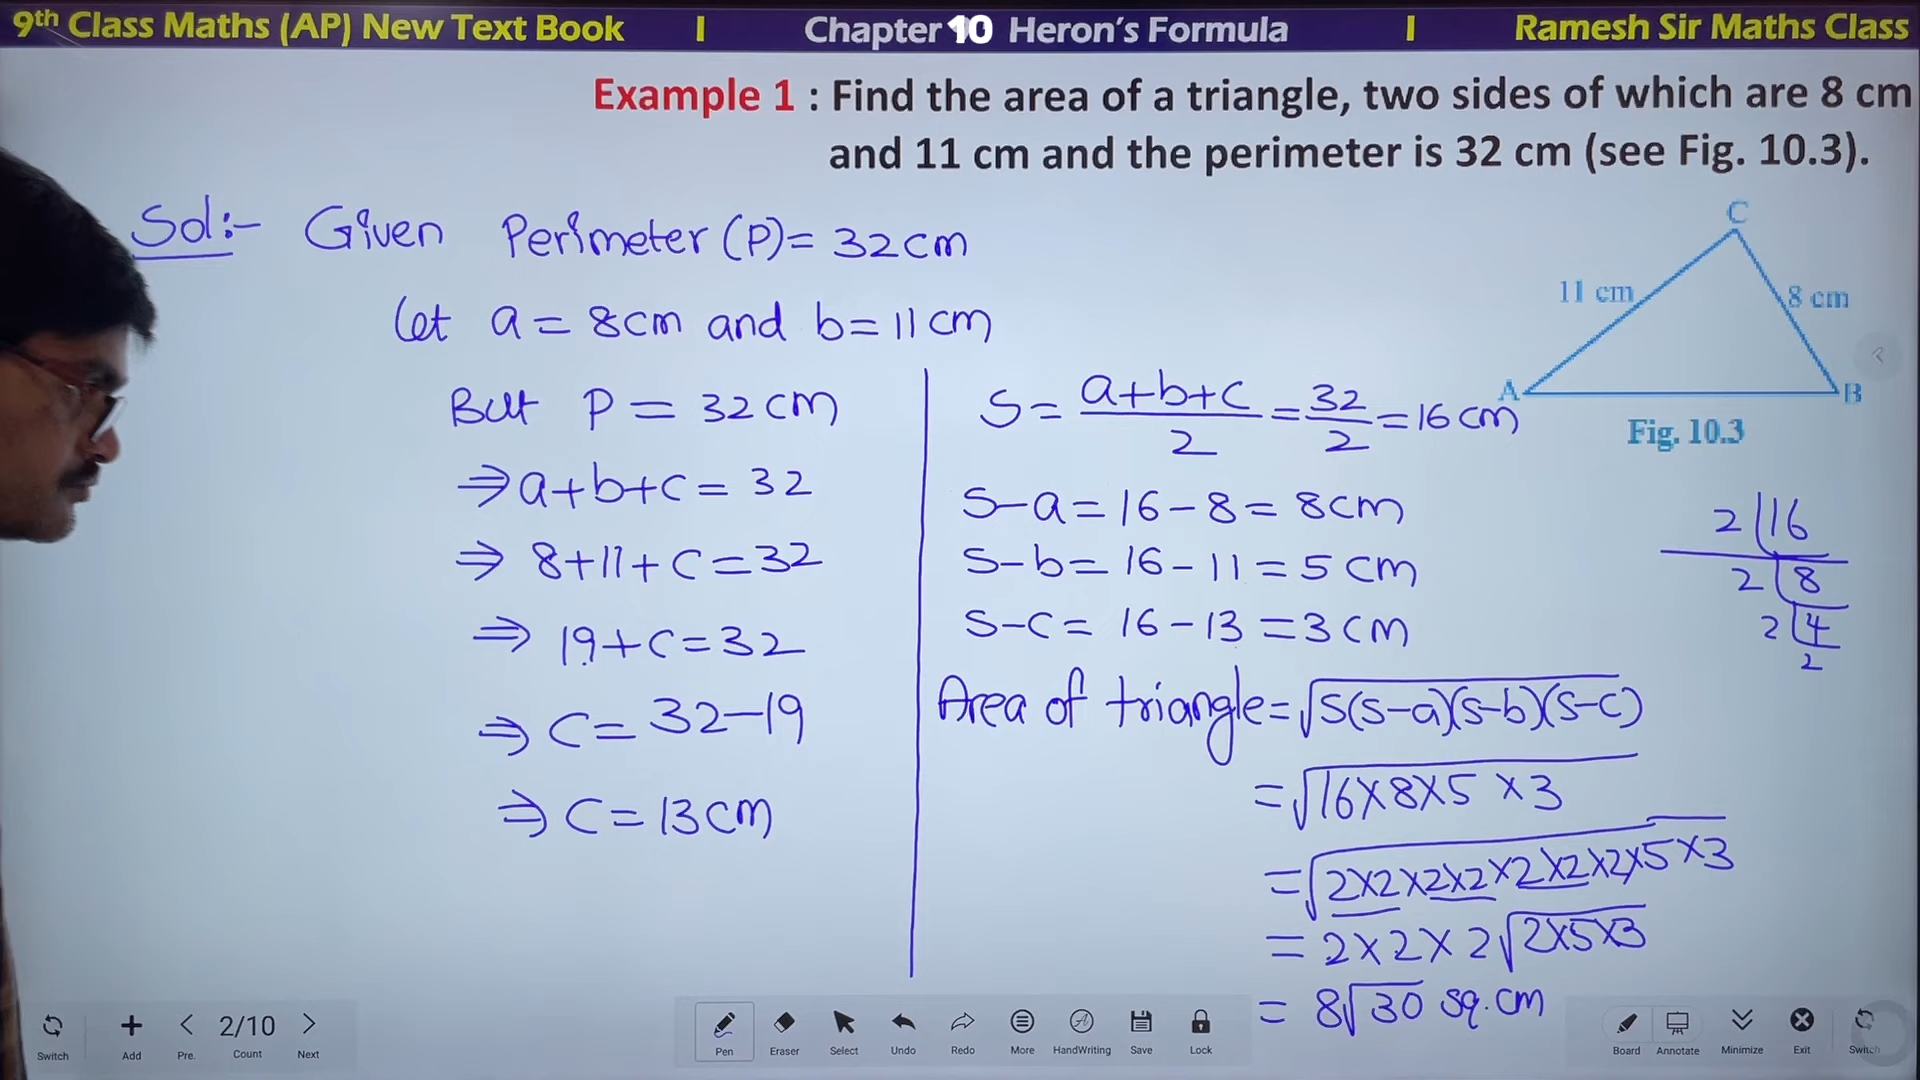 9th Class Maths (AP) New Text Book | Chapter 10 Heron's Formula | Ramesh Sir Maths Class
Example 1 : Find the area of a triangle, two sides of which are 8 cm
and 11 cm and the perimeter is 32 cm (see Fig. 10.3).
Sol:- Given Perimeter (P) = 32 cm
Let a = 8cm and b = 11 cm
But P = 32 cm
⇒ a+b+c = 32
⇒ 8+11+c = 32
⇒ 19+c = 32
⇒ c = 32-19
⇒ c = 13 cm
S = a+b+c/2 = 32/2 = 16 cm
S-a = 16-8 = 8cm
S-b = 16-11 = 5 cm
S-c = 16-13 = 3 cm
Area of triangle = √S(S-a)(S-b)(S-c)
= √16×8×5×3
= √2×2×2×2×2×2×2×5×3
= 2×2×2√2×5×3
= 8√30 sq.cm
C
11 cm
8 cm
A
B
Fig. 10.3
2 16
2 8
2 4
2
Switch
Add
Pre.
2/10
Count
Next
Pen
Eraser
Select
Undo
Redo
More
HandWriting
Save
Lock
Board
Annotate
Minimize
Exit
Switch